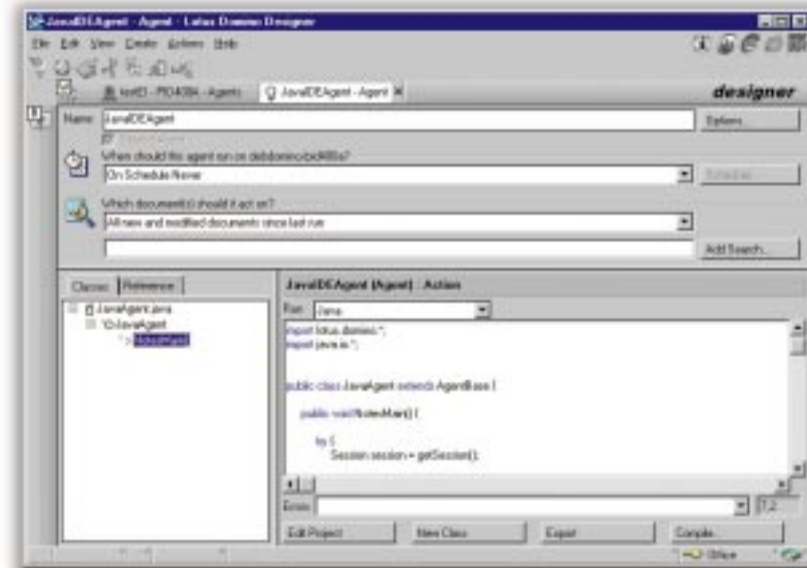 JavaIDEAgent - Agent - Lotus Domino Designer
File Edit View Create Actions Help
- Agents
JavaIDEAgent - Agent
designer
Name: JavaIDEAgent
Options...
When should this agent run on
On Schedule Never
Schedule...
Which document(s) should it act on?
All new and modified documents since last run
Add Search...
Classes Reference
JavaIDEAgent (Agent) : Action
JavaAgent.java
JavaAgent
NotesMain()
Run: Java
import lotus.domino.*;
import java.io.*;
public class JavaAgent extends AgentBase {
public void NotesMain() {
try {
Session session = getSession();
Errors:
7,2
Edit Project
New Class
Export
Compile...
Office